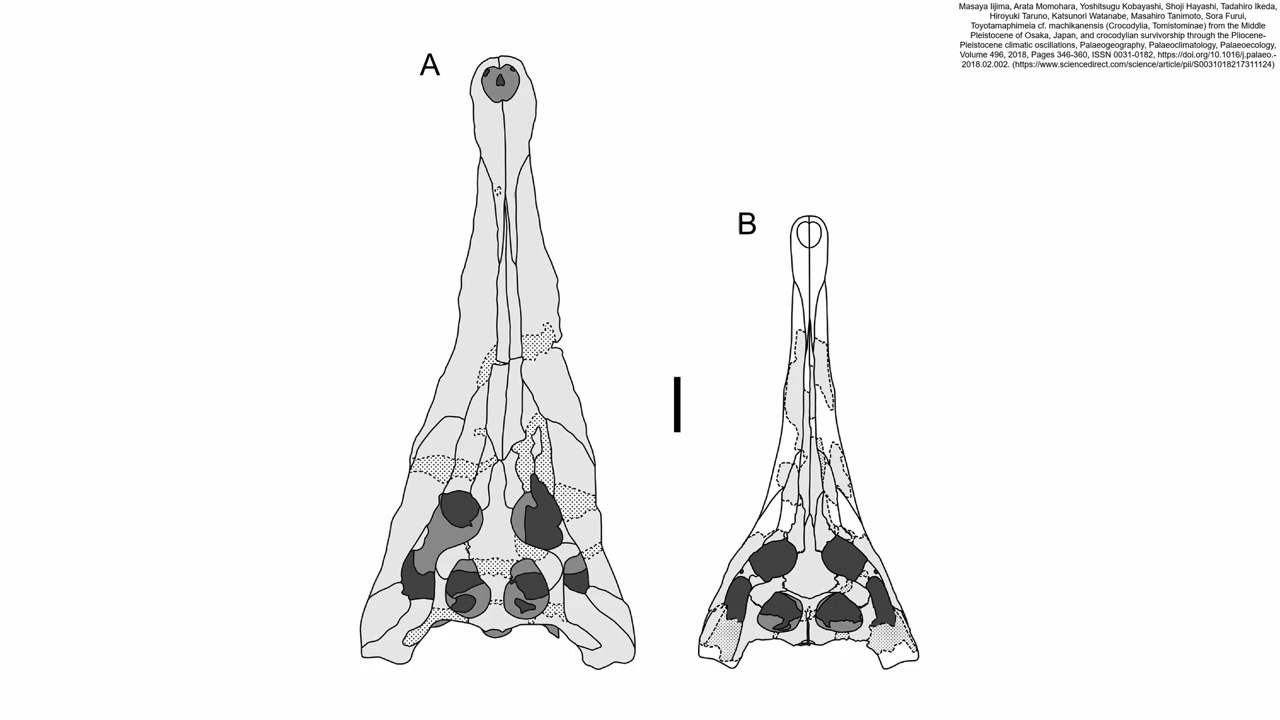 Masaya Iijima, Arata Momohara, Yoshitsugu Kobayashi, Shoji Hayashi, Tadahiro Ikeda,
Hiroyuki Taruno, Katsunori Watanabe, Masahiro Tanimoto, Sora Furui,
Toyotamaphimeia cf. machikanensis (Crocodylia, Tomistominae) from the Middle
Pleistocene of Osaka, Japan, and crocodylian survivorship through the Pliocene-
Pleistocene climatic oscillations, Palaeogeography, Palaeoclimatology, Palaeoecology,
Volume 496, 2018, Pages 346-360, ISSN 0031-0182, https://doi.org/10.1016/j.palaeo.-
2018.02.002. (https://www.sciencedirect.com/science/article/pii/S0031018217311124)
A
B